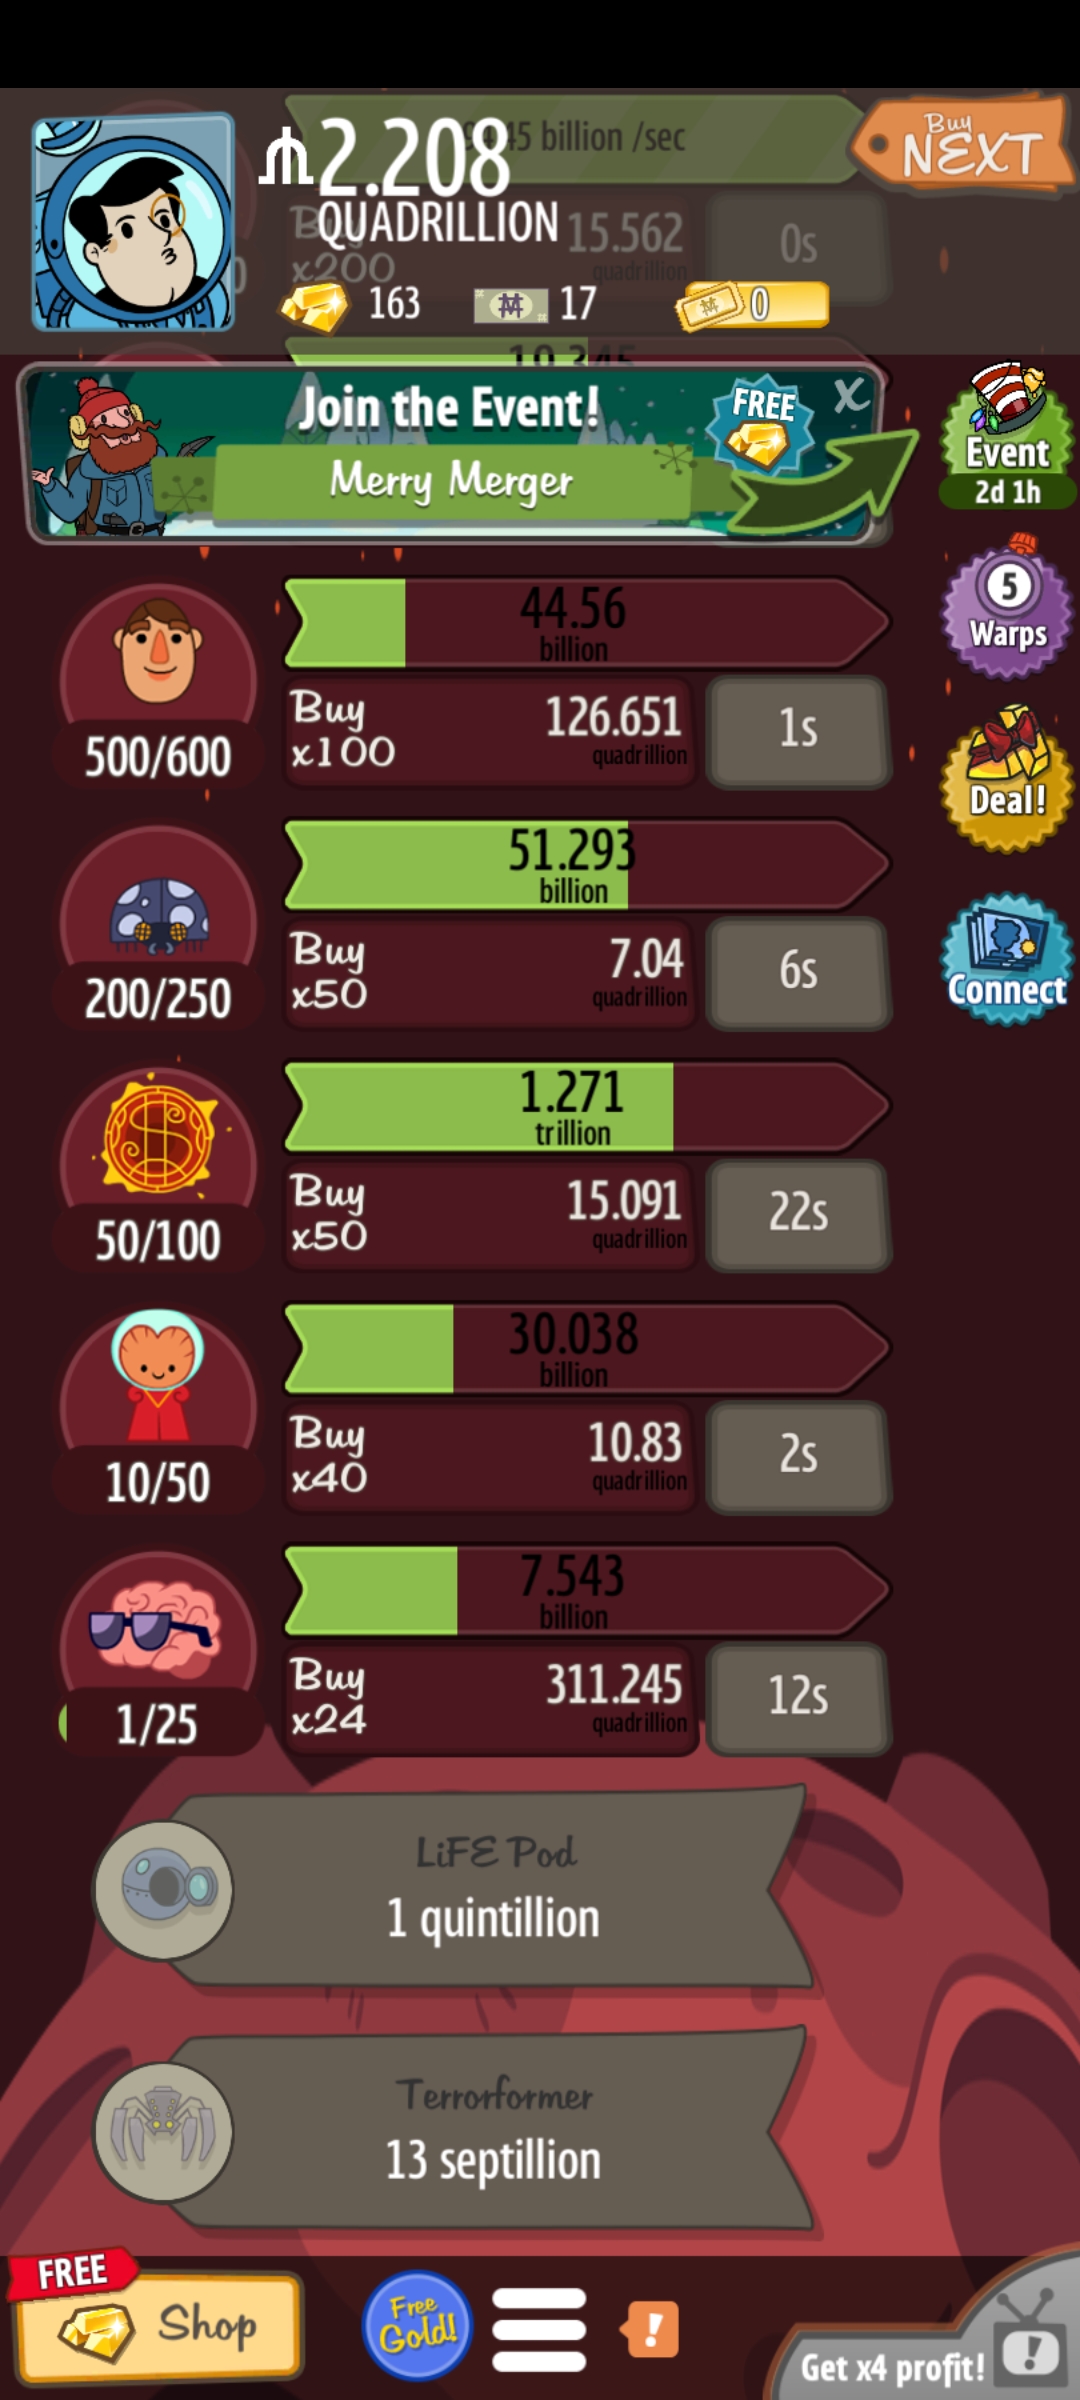 45 billion /sec
Buy
NEXT
2.208
QUADRILLION
x200
15.562
quadrillion
0s
163
17
0
Join the Event!
FREE
X
Merry Merger
Event
2d 1h
44.56
billion
5
Warps
Buy
x100
126.651
quadrillion
1s
500/600
Deal!
51.293
billion
Buy
x50
7.04
quadrillion
6s
200/250
Connect
1.271
trillion
Buy
x50
15.091
quadrillion
22s
50/100
30.038
billion
Buy
x40
10.83
quadrillion
2s
10/50
7.543
billion
Buy
x24
311.245
quadrillion
12s
1/25
LiFE Pod
1 quintillion
Terrorformer
13 septillion
FREE
Shop
Free
Gold!
!
Get x4 profit!
!